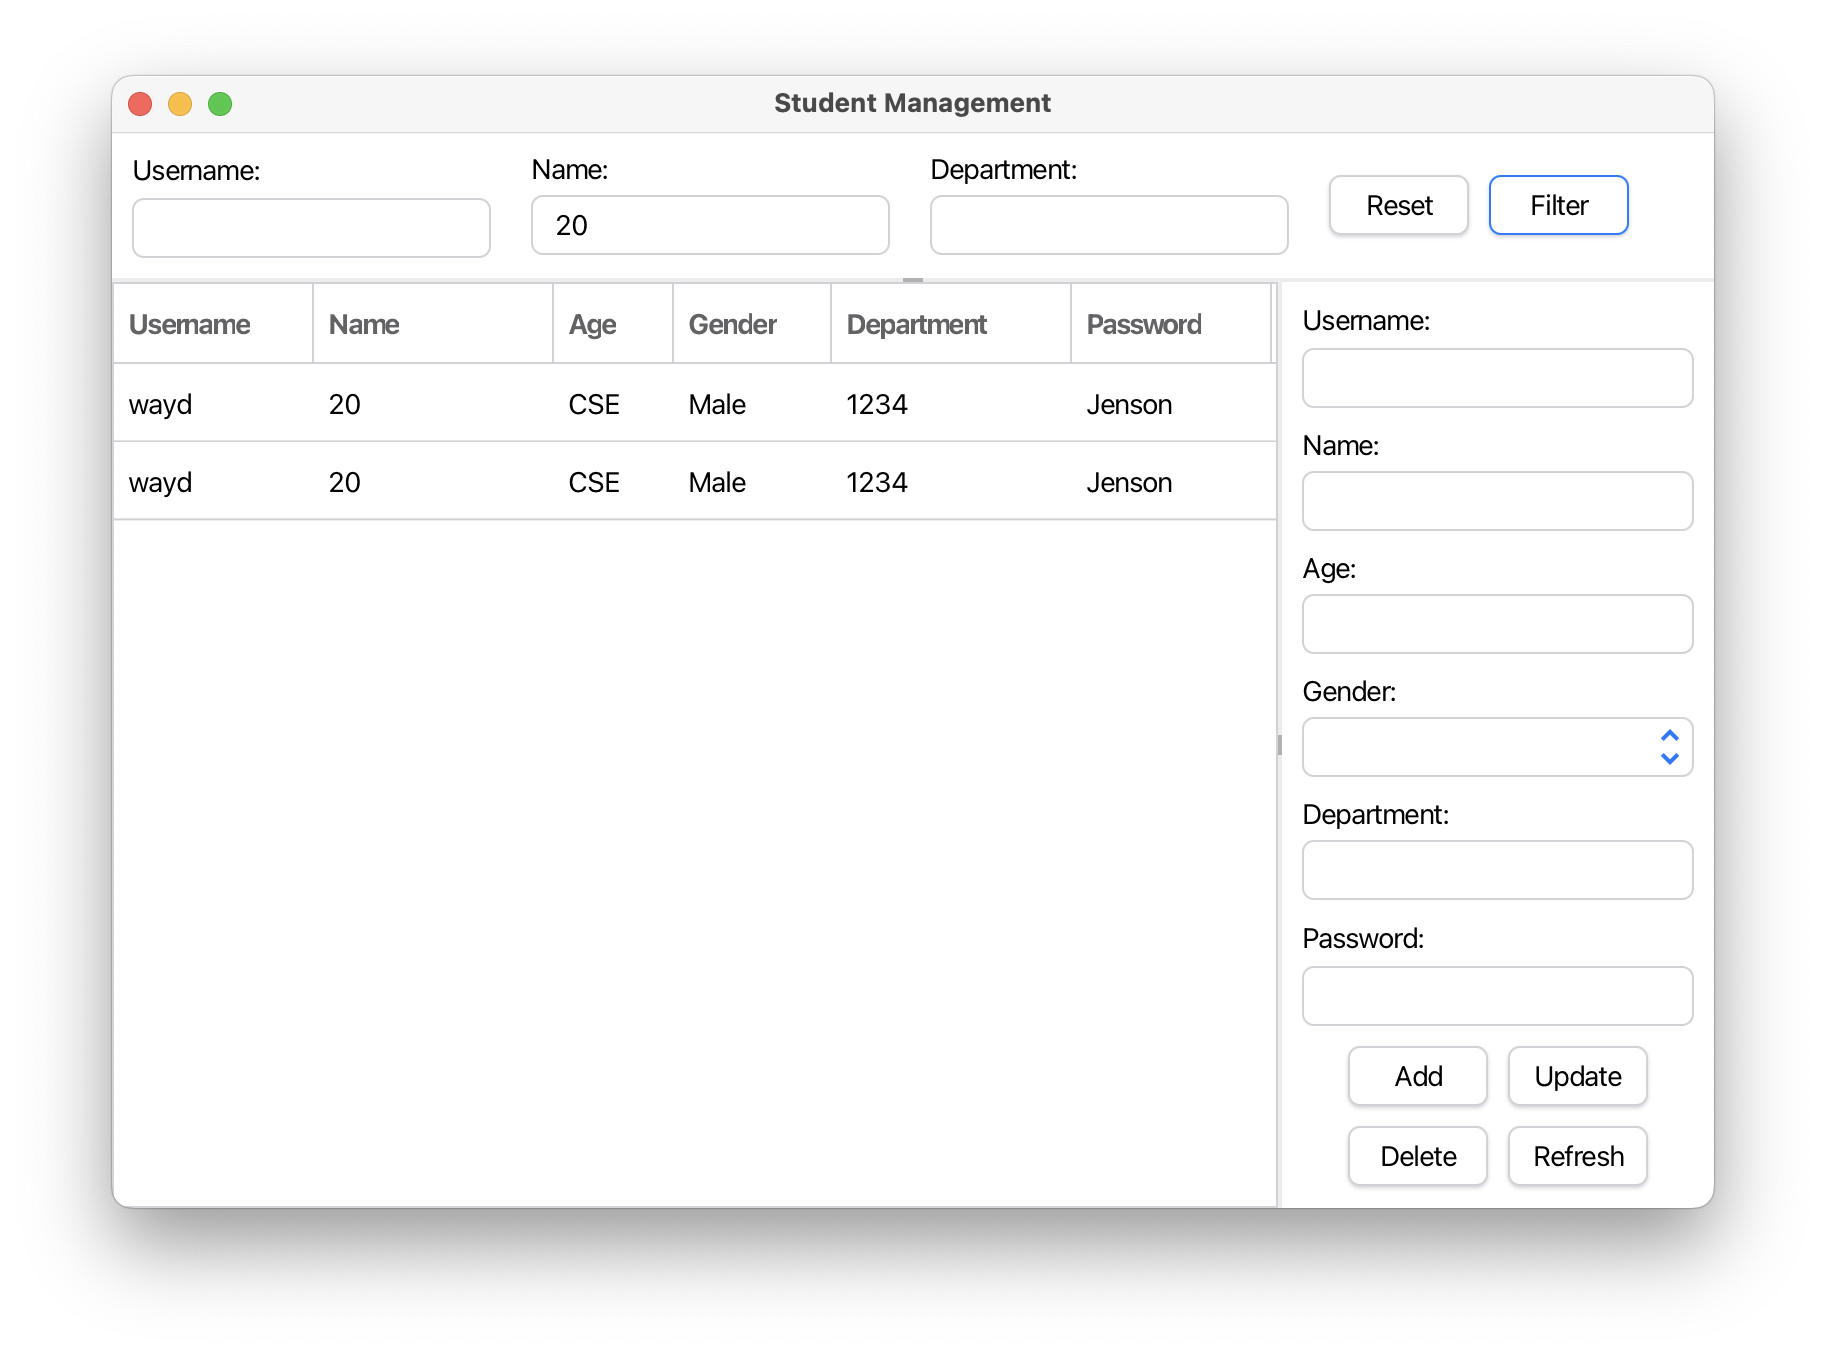 Student Management
Username:
Name:
Department:
20
Reset
Filter
Username Name Age Gender Department Password
wayd 20 CSE Male 1234 Jenson
wayd 20 CSE Male 1234 Jenson
Username:
Name:
Age:
Gender:
Department:
Password:
Add Update
Delete Refresh